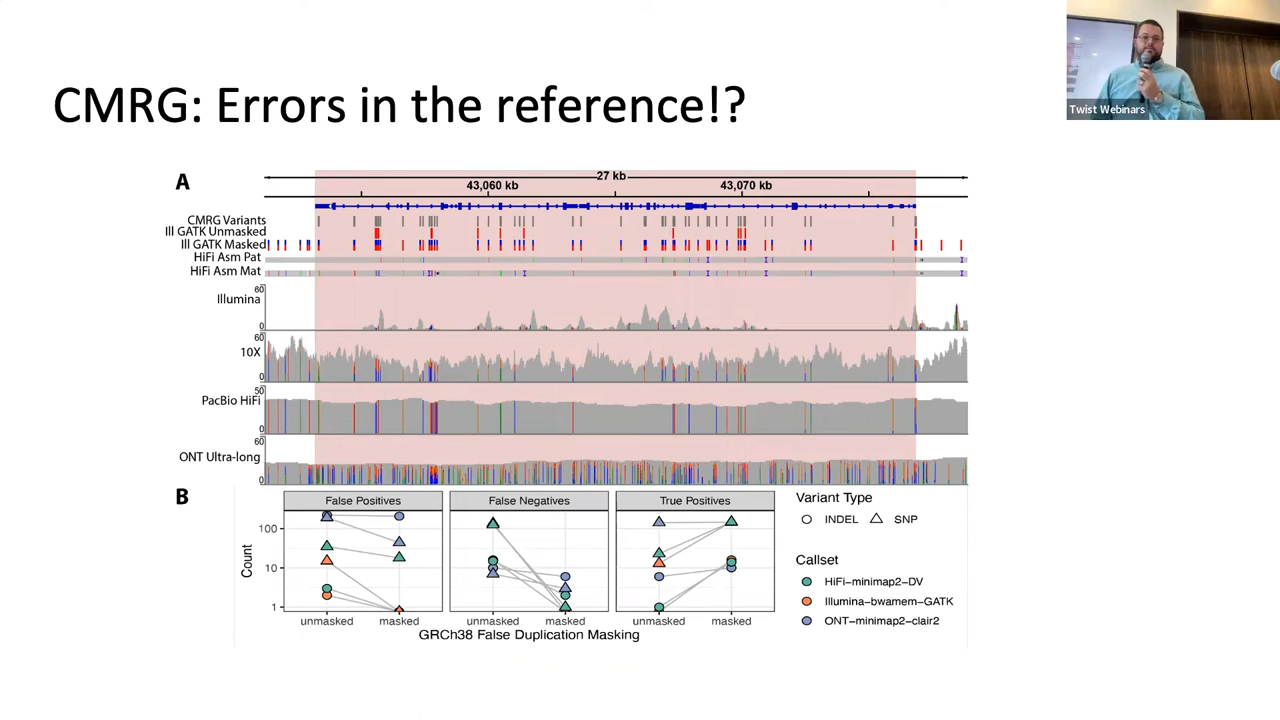 CMRG: Errors in the reference!?
Twist Webinars
A
27 kb
43,060 kb 43,070 kb
CMRG Variants
Ill GATK Unmasked
Ill GATK Masked
HiFi Asm Pat
HiFi Asm Mat
60
Illumina
0
60
10X
0
50
PacBio HiFi
0
60
ONT Ultra-long
0
B
False Positives False Negatives True Positives
Count
100
10
1
unmasked masked unmasked masked unmasked masked
GRCh38 False Duplication Masking
Variant Type
INDEL SNP
Callset
HiFi-minimap2-DV
Illumina-bwamem-GATK
ONT-minimap2-clair2